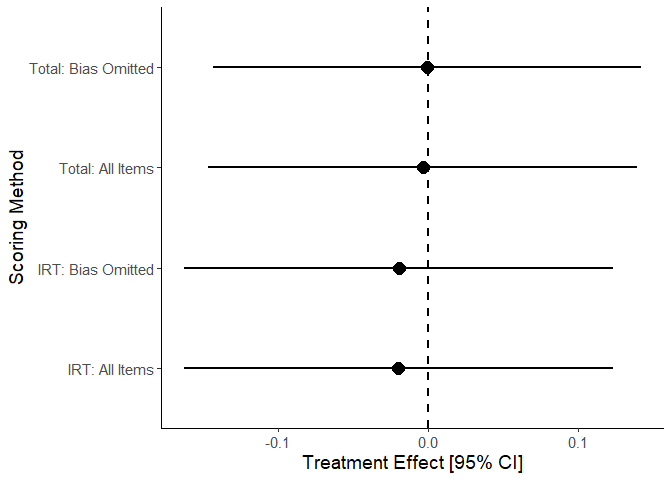 Scoring Method
Total: Bias Omitted
Total: All Items
IRT: Bias Omitted
IRT: All Items
-0.1 0.0 0.1
Treatment Effect [95% CI]